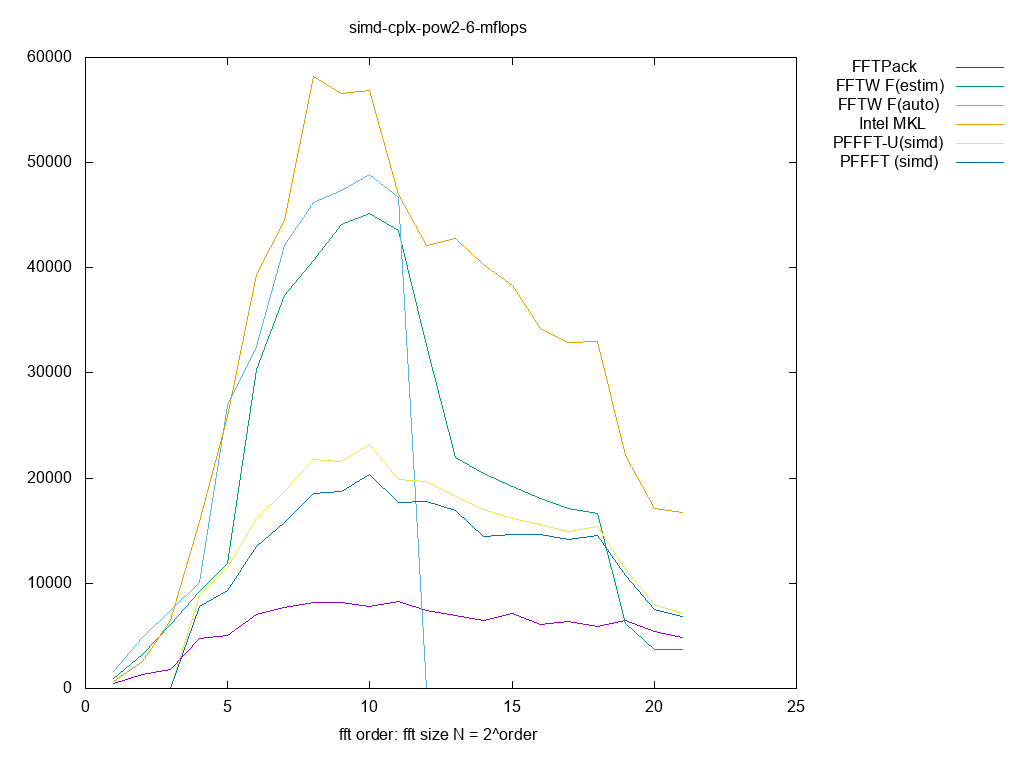 simd-cplx-pow2-6-mflops
60000
50000
40000
30000
20000
10000
0
0 5 10 15 20 25
fft order: fft size N = 2^order
FFTPack
FFTW F(estim)
FFTW F(auto)
Intel MKL
PFFFT-U(simd)
PFFFT (simd)